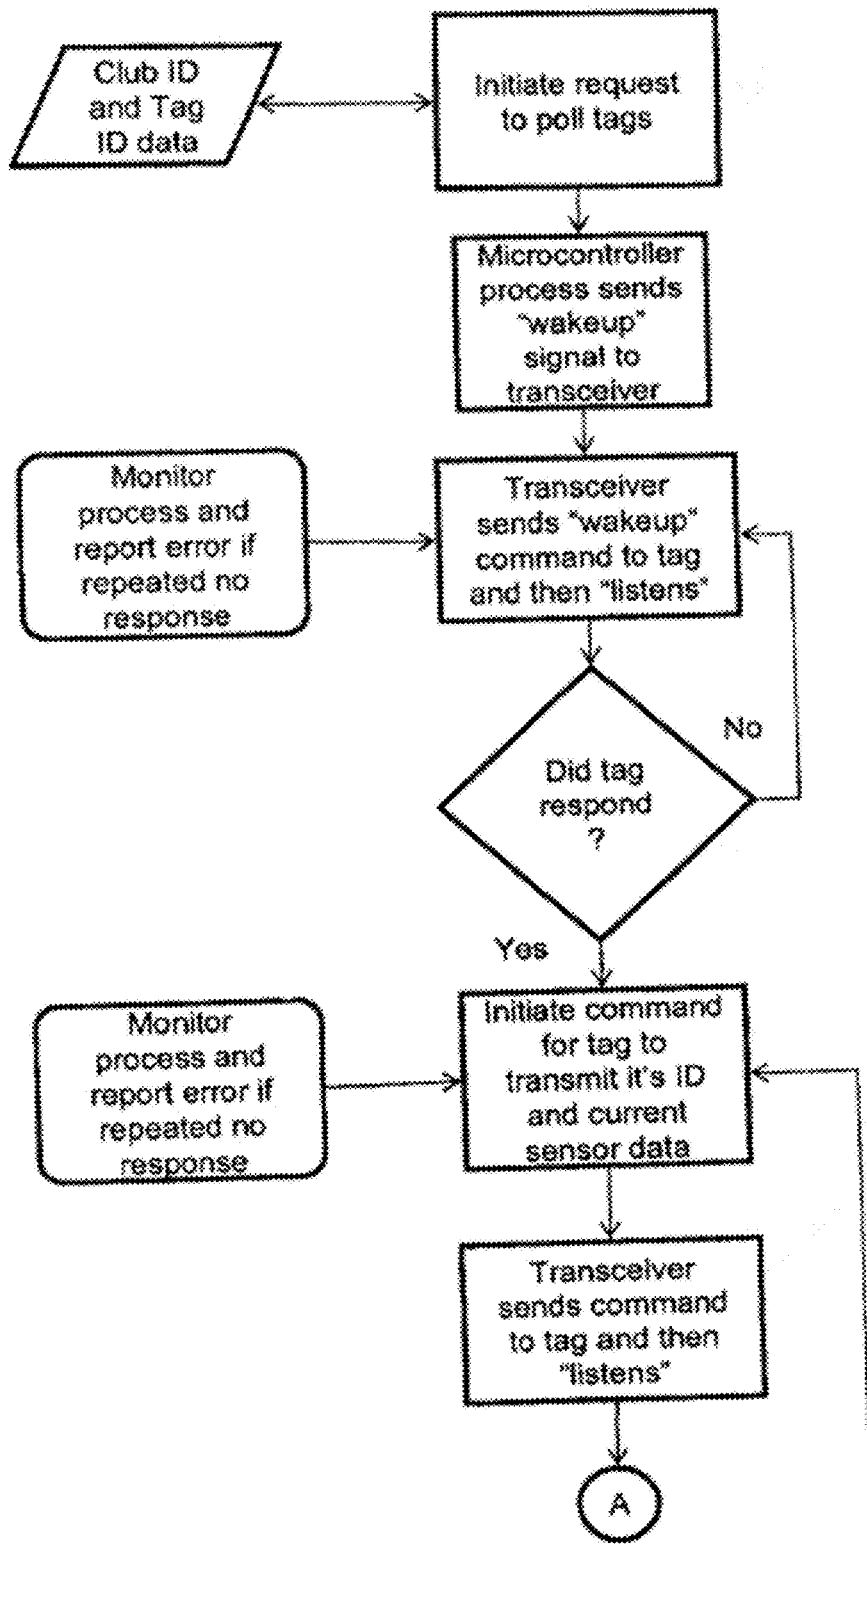 Club ID
and Tag
ID data
Initiate request
to poll tags
Microcontroller
process sends
"wakeup"
signal to
transceiver
Monitor
process and
report error if
repeated no
response
Transceiver
sends "wakeup"
command to tag
and then "listens"
No
Did tag
respond
?
Yes
Monitor
process and
report error if
repeated no
response
Initiate command
for tag to
transmit it's ID
and current
sensor data
Transceiver
sends command
to tag and then
"listens"
A